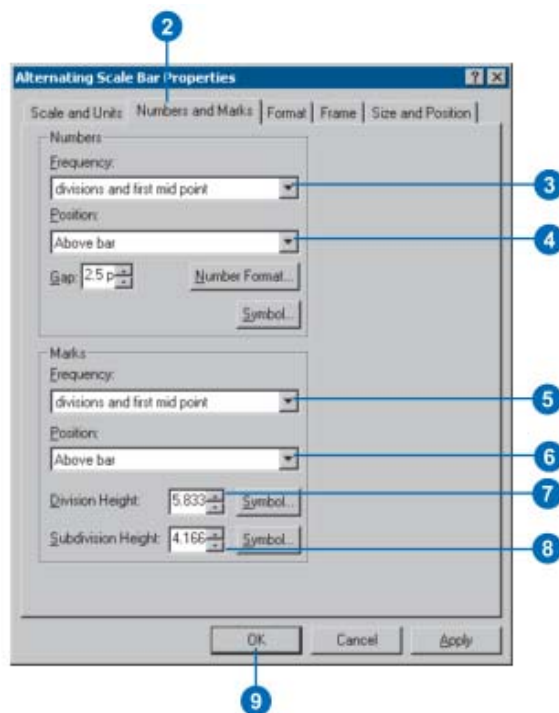 2
Alternating Scale Bar Properties
Scale and Units Numbers and Marks Format Frame Size and Position
Numbers
Frequency:
divisions and first mid point
3
Position:
Above bar
4
Gap: 2.5 p Number Format...
Symbol...
Marks
Frequency:
divisions and first mid point
5
Position:
Above bar
6
7
Division Height: 5.833 Symbol...
Subdivision Height: 4.166 Symbol...
8
OK Cancel Apply
9